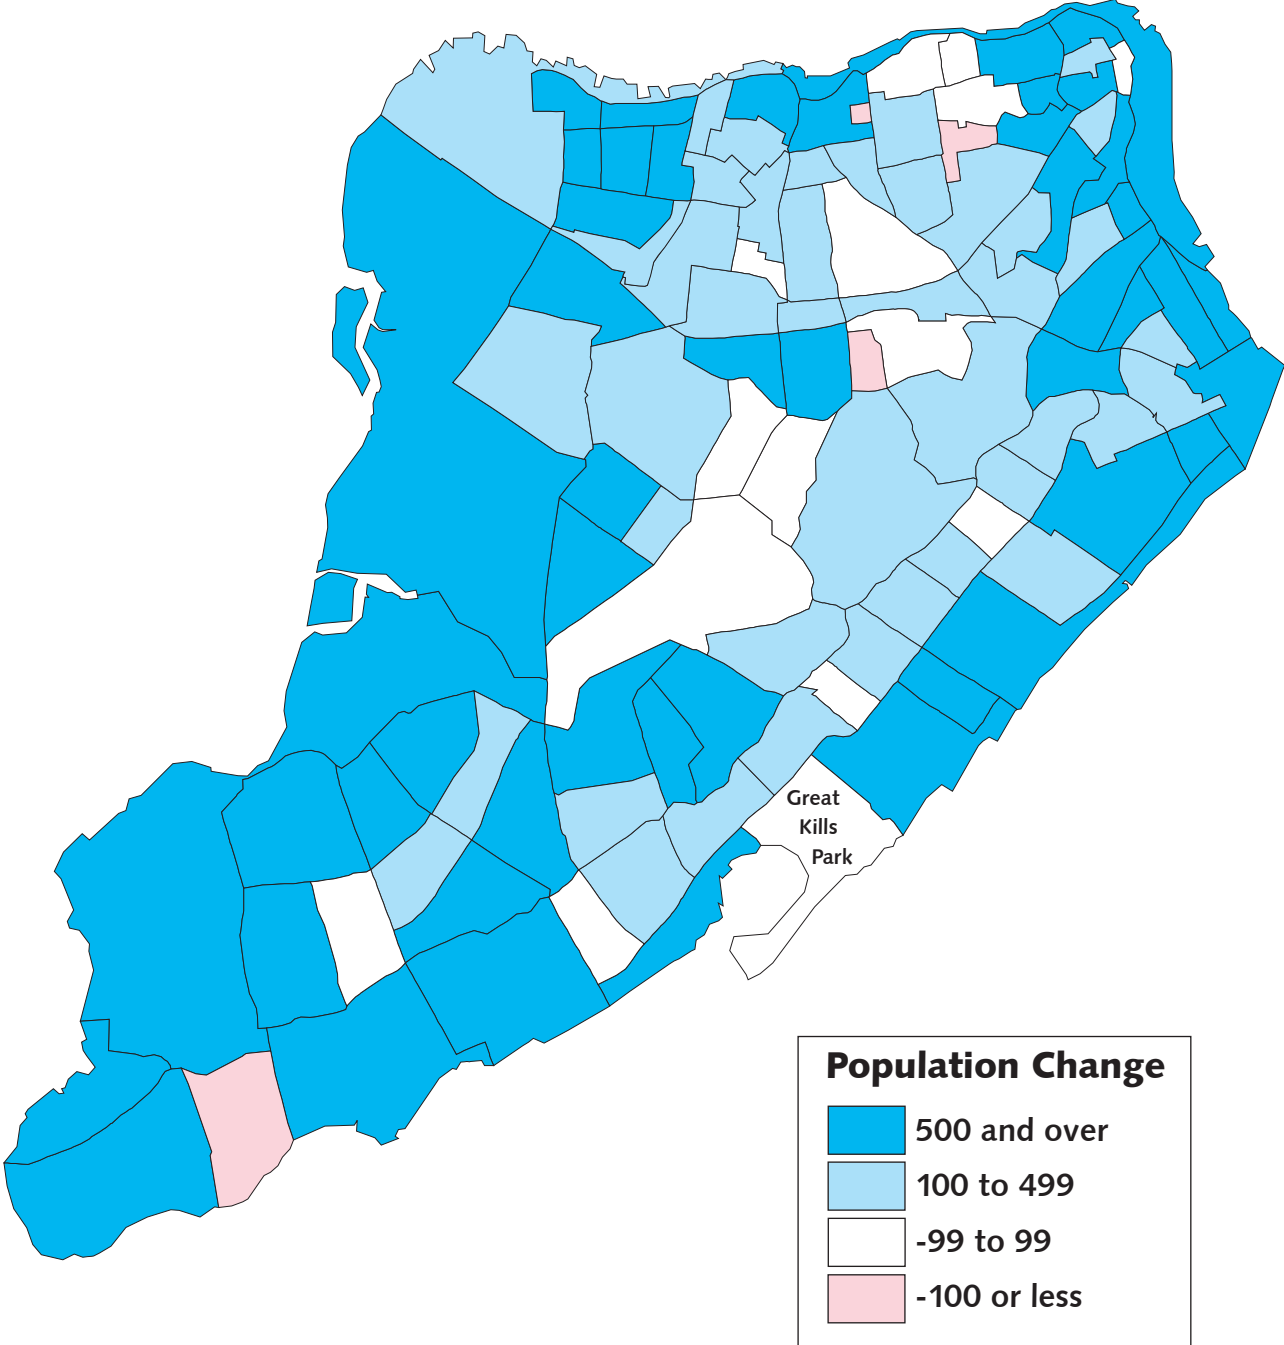 Great
Kills
Park
Population Change
500 and over
100 to 499
-99 to 99
-100 or less